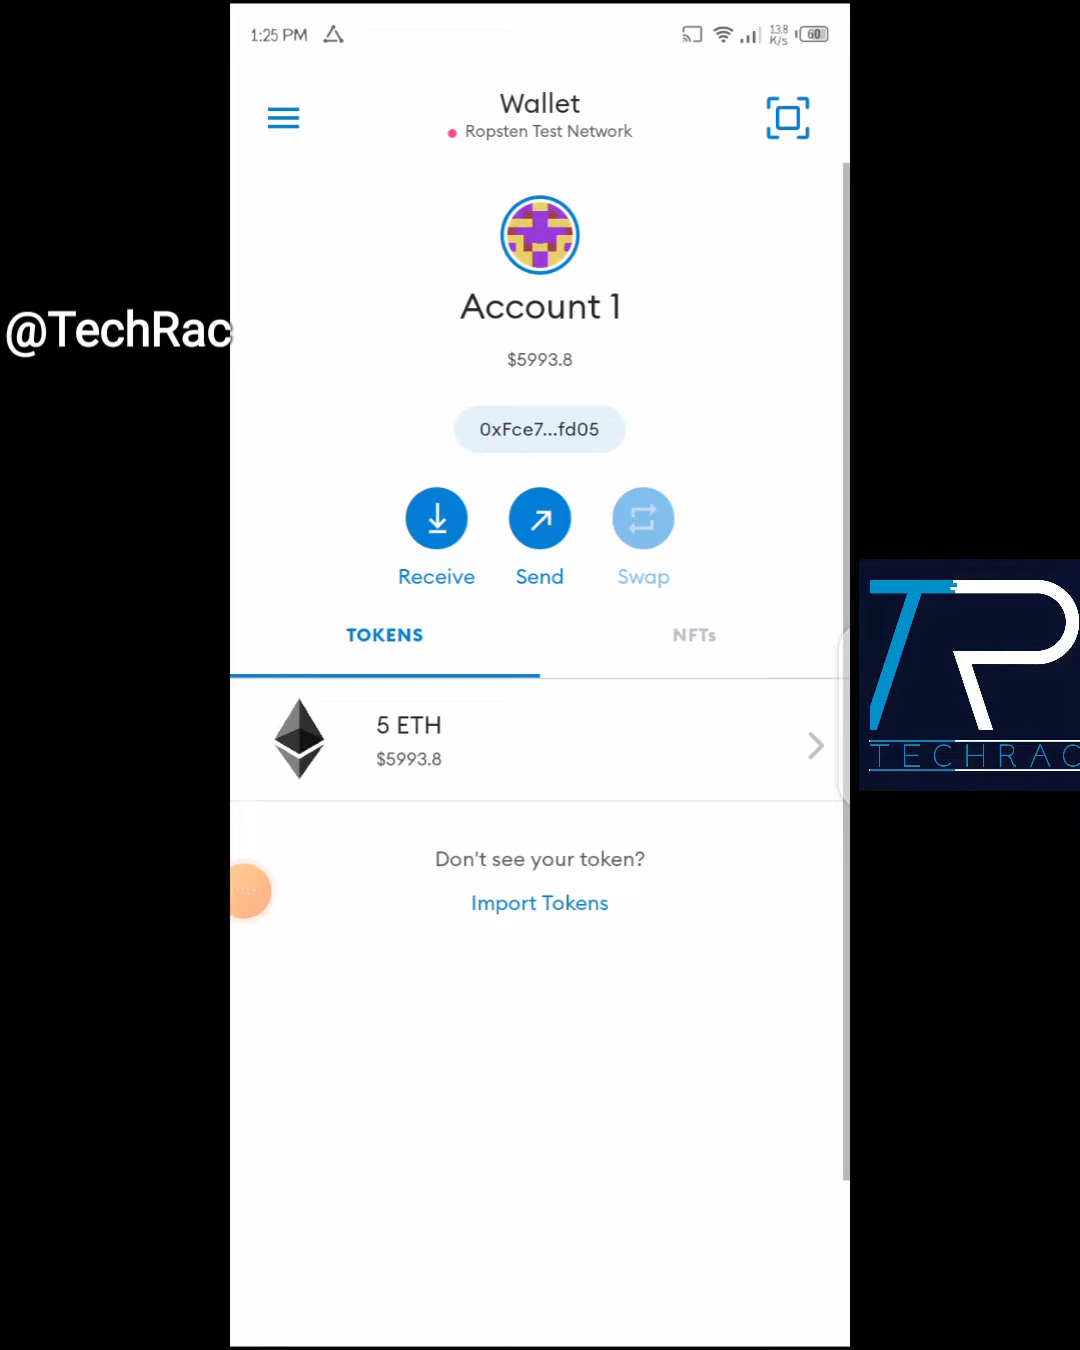 1:25 PM
13.8
K/s
60
Wallet
Ropsten Test Network
@TechRac
Account 1
$5993.8
0xFce7...fd05
Receive
Send
Swap
TOKENS
NFTs
5 ETH
$5993.8
TECHRAC
Don't see your token?
Import Tokens